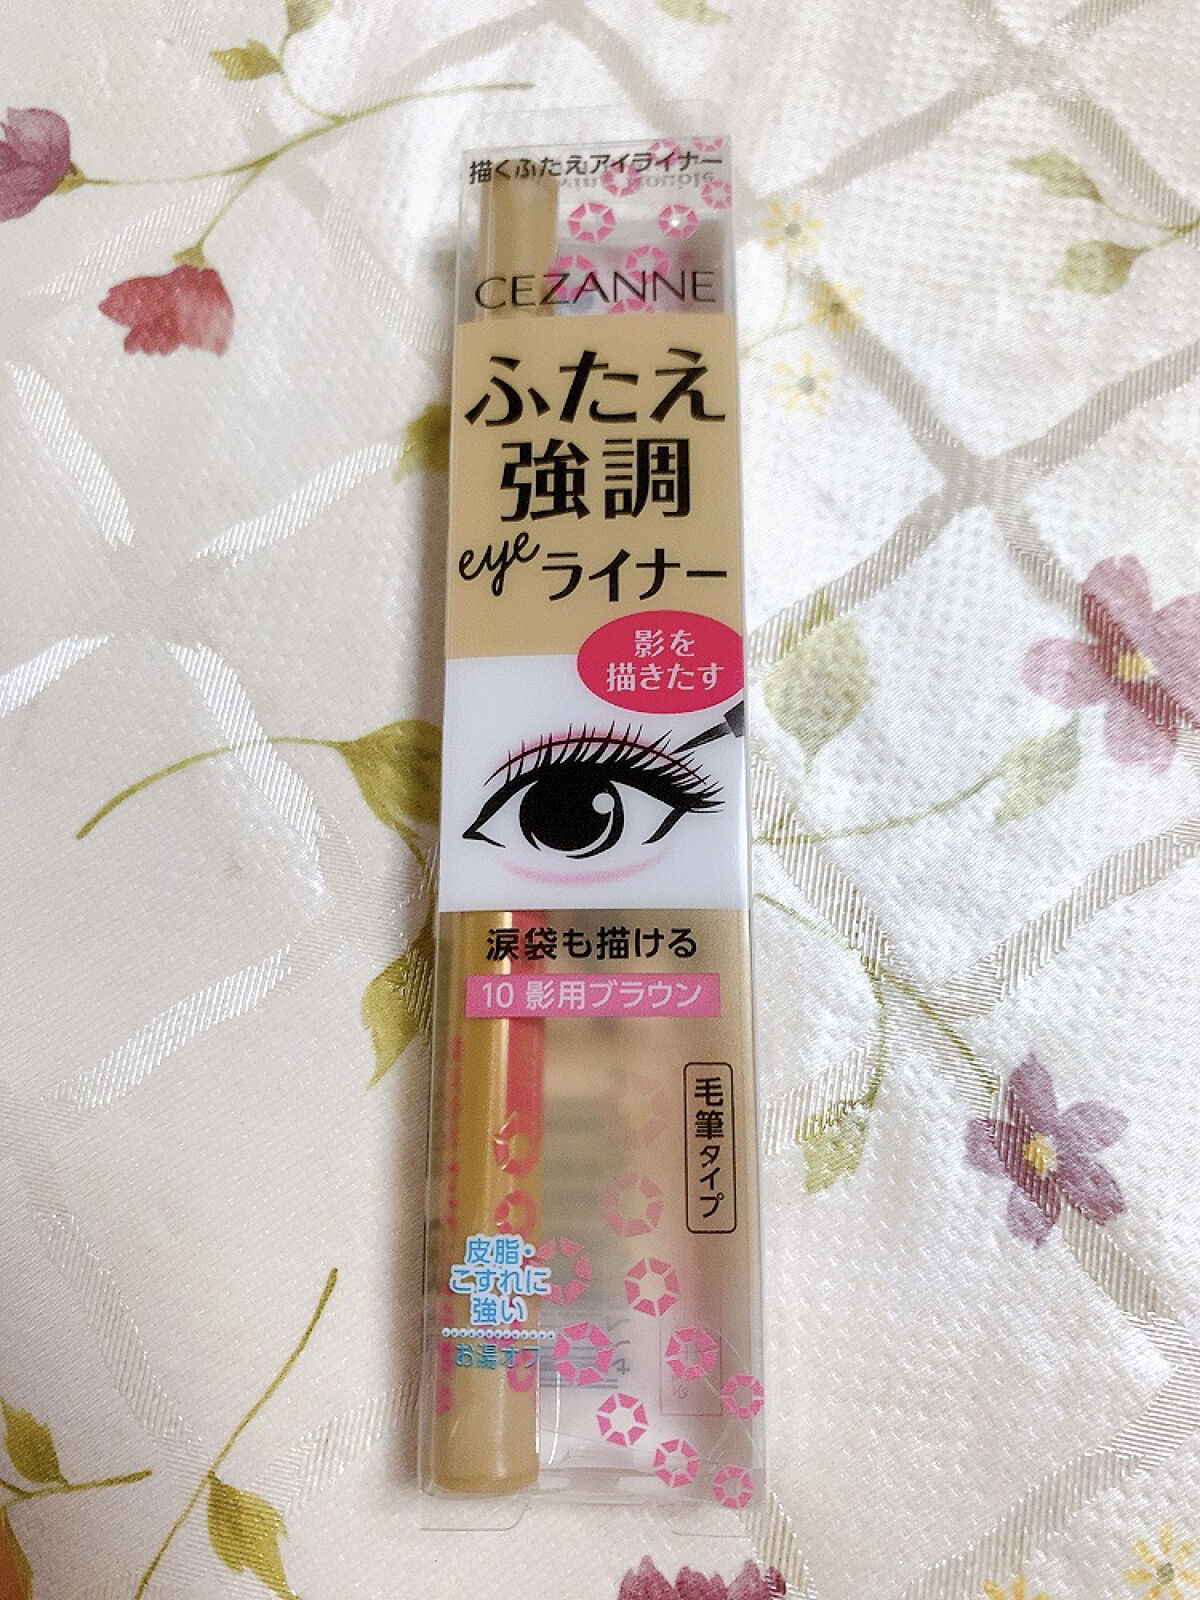 描くふたえアイライナー
CEZANNE
ふたえ
強調
eye ライナー
影を
描きたす
涙袋も描ける
10 影用ブラウン
毛筆タイプ
皮脂・
こすれに
強い
お湯オフ